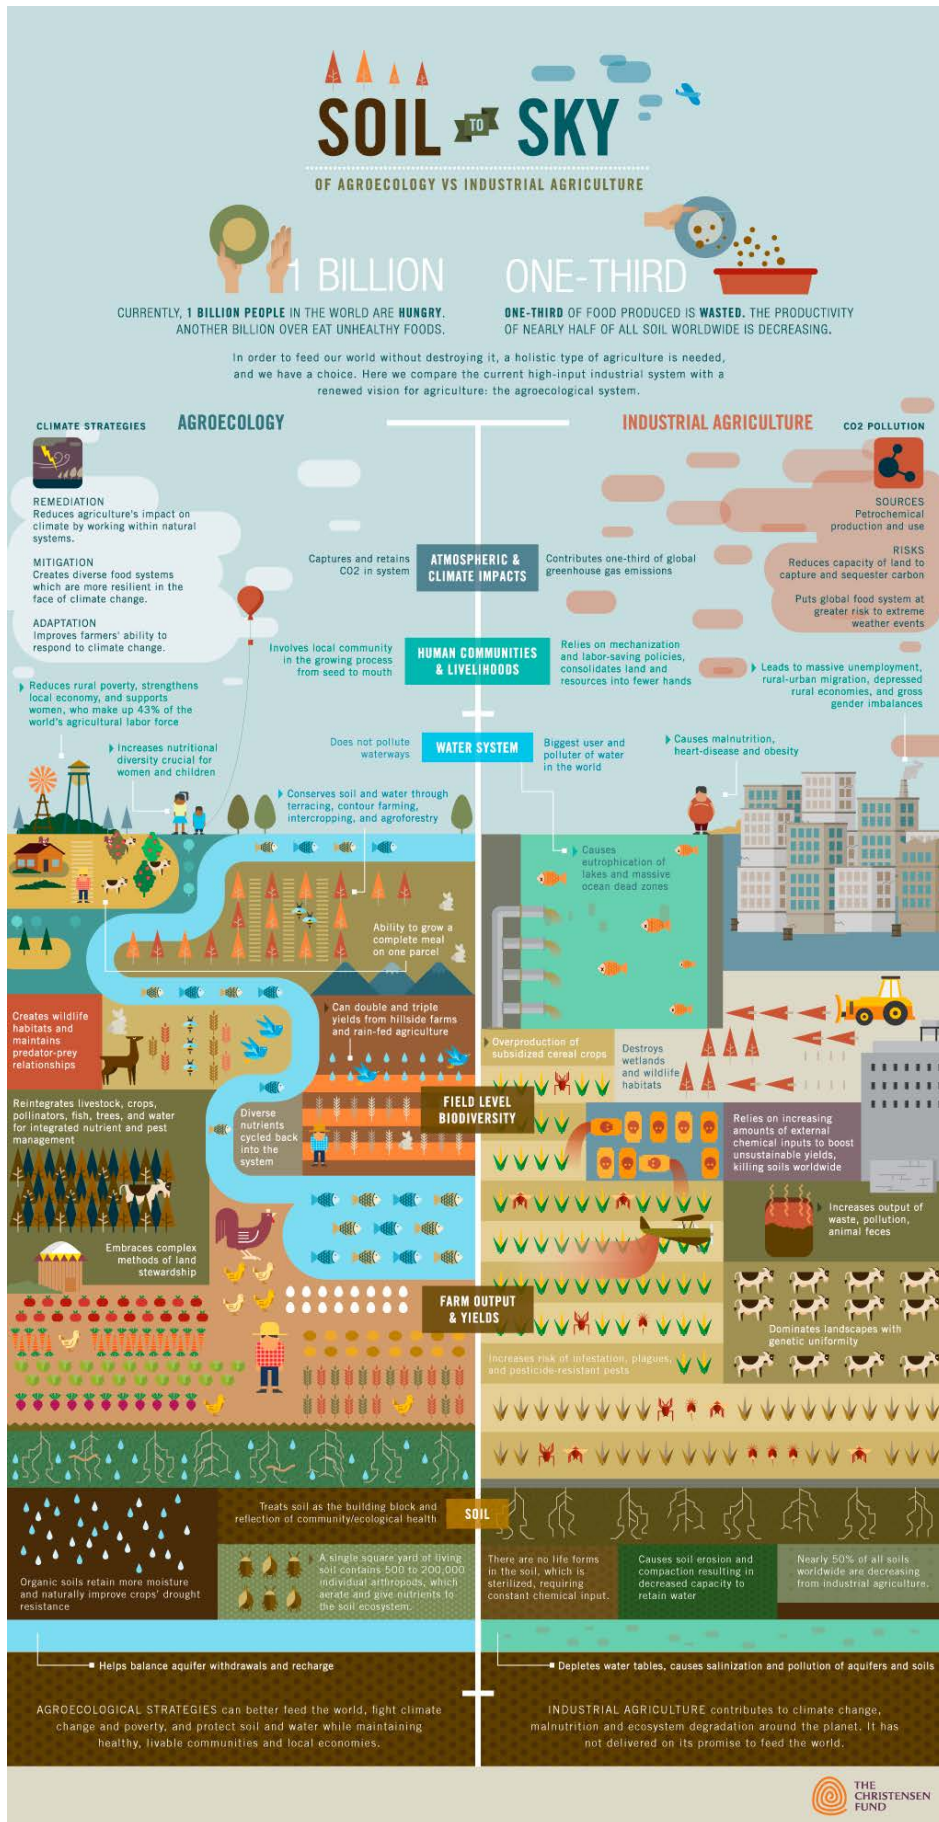 SOIL TO SKY
OF AGROECOLOGY VS INDUSTRIAL AGRICULTURE
1 BILLION
CURRENTLY, 1 BILLION PEOPLE IN THE WORLD ARE HUNGRY.
ANOTHER BILLION OVER EAT UNHEALTHY FOODS.
ONE-THIRD
ONE-THIRD OF FOOD PRODUCED IS WASTED. THE PRODUCTIVITY
OF NEARLY HALF OF ALL SOIL WORLDWIDE IS DECREASING.
In order to feed our world without destroying it, a holistic type of agriculture is needed,
and we have a choice. Here we compare the current high-input industrial system with a
renewed vision for agriculture: the agroecological system.
CLIMATE STRATEGIES
AGROECOLOGY
INDUSTRIAL AGRICULTURE
CO2 POLLUTION
REMEDIATION
Reduces agriculture's impact on
climate by working within natural
systems.
MITIGATION
Creates diverse food systems
which are more resilient in the
face of climate change.
ADAPTATION
Improves farmers' ability to
respond to climate change.
SOURCES
Petrochemical
production and use
RISKS
Reduces capacity of land to
capture and sequester carbon
Puts global food system at
greater risk to extreme
weather events
Captures and retains
CO2 in system
ATMOSPHERIC &
CLIMATE IMPACTS
Contributes one-third of global
greenhouse gas emissions
Involves local community
in the growing process
from seed to mouth
HUMAN COMMUNITIES
& LIVELIHOODS
Relies on mechanization
and labor-saving policies,
consolidates land and
resources into fewer hands
Leads to massive unemployment,
rural-urban migration, depressed
rural economies, and gross
gender imbalances
Reduces rural poverty, strengthens
local economy, and supports
women, who make up 43% of the
world's agricultural labor force
Increases nutritional
diversity crucial for
women and children
Does not pollute
waterways
WATER SYSTEM
Biggest user and
polluter of water
in the world
Causes malnutrition,
heart-disease and obesity
Conserves soil and water through
terracing, contour farming,
intercropping, and agroforestry
Causes
eutrophication of
lakes and massive
ocean dead zones
Ability to grow a
complete meal
on one parcel
Creates wildlife
habitats and
maintains
predator-prey
relationships
Can double and triple
yields from hillside farms
and rain-fed agriculture
Overproduction of
subsidized cereal crops
Destroys
wetlands
and wildlife
habitats
Reintegrates livestock, crops,
pollinators, fish, trees, and water
for integrated nutrient and pest
management
Diverse
nutrients
cycled back
into the
system
FIELD LEVEL
BIODIVERSITY
Relies on increasing
amounts of external
chemical inputs to boost
unsustainable yields,
killing soils worldwide
Increases output of
waste, pollution,
animal feces
Embraces complex
methods of land
stewardship
FARM OUTPUT
& YIELDS
Dominates landscapes with
genetic uniformity
Increases risk of infestation, plagues,
and pesticide-resistant pests
Treats soil as the building block and
reflection of community/ecological health
SOIL
Organic soils retain more moisture
and naturally improve crops' drought
resistance
A single square yard of living
soil contains 500 to 200,000
individual arthropods, which
aerate and give nutrients to
the soil ecosystem.
There are no life forms
in the soil, which is
sterilized, requiring
constant chemical input.
Causes soil erosion and
compaction resulting in
decreased capacity to
retain water
Nearly 50% of all soils
worldwide are decreasing
from industrial agriculture.
Helps balance aquifer withdrawals and recharge
Depletes water tables, causes salinization and pollution of aquifers and soils
AGROECOLOGICAL STRATEGIES can better feed the world, fight climate
change and poverty, and protect soil and water while maintaining
healthy, livable communities and local economies.
INDUSTRIAL AGRICULTURE contributes to climate change,
malnutrition and ecosystem degradation around the planet. It has
not delivered on its promise to feed the world.
THE
CHRISTENSEN
FUND